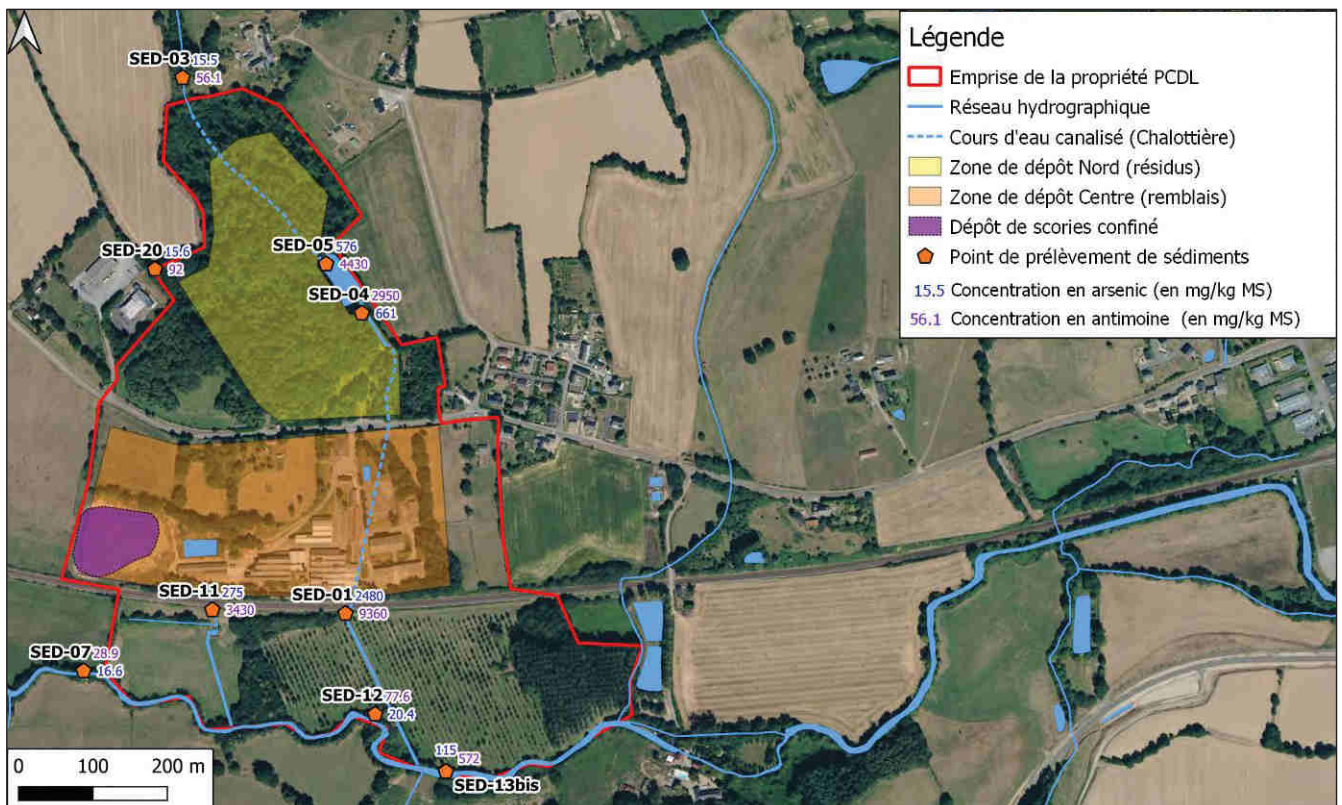 SED-03 15.5
56.1
SED-20 15.6
92
SED-05 576
4430
SED-04 2950
661
SED-11 275
3430
SED-01 2480
9360
SED-07 28.9
16.6
SED-12 77.6
20.4
115 572
SED-13bis
0 100 200 m
Légende
Emprise de la propriété PCDL
Réseau hydrographique
Cours d'eau canalisé (Chalottière)
Zone de dépôt Nord (résidus)
Zone de dépôt Centre (remblais)
Dépôt de scories confiné
Point de prélèvement de sédiments
15.5 Concentration en arsenic (en mg/kg MS)
56.1 Concentration en antimoine (en mg/kg MS)